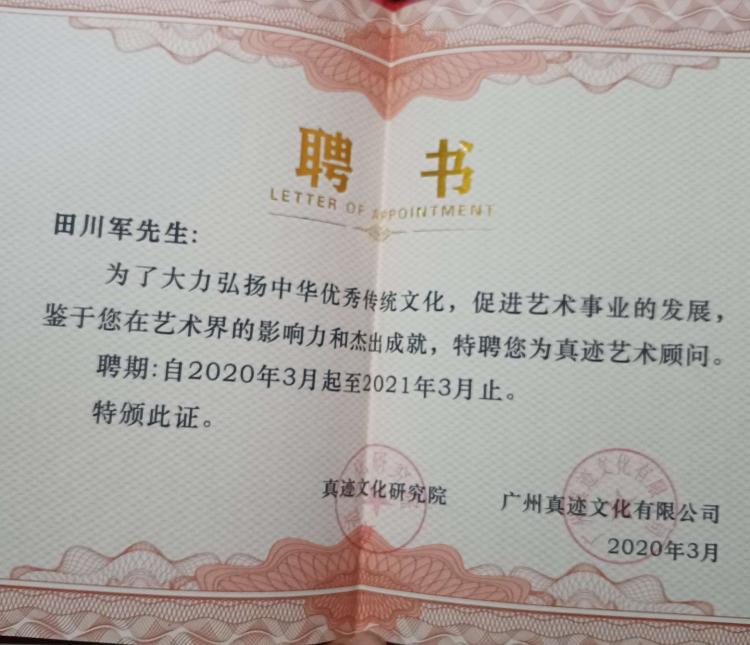 聘书
LETTER OF APPOINTMENT
田川军先生:
为了大力弘扬中华优秀传统文化，促进艺术事业的发展，
鉴于您在艺术界的影响力和杰出成就，特聘您为真迹艺术顾问。
聘期:自2020年3月起至2021年3月止。
特颁此证。
真迹文化研究院 广州真迹文化有限公司
2020年3月